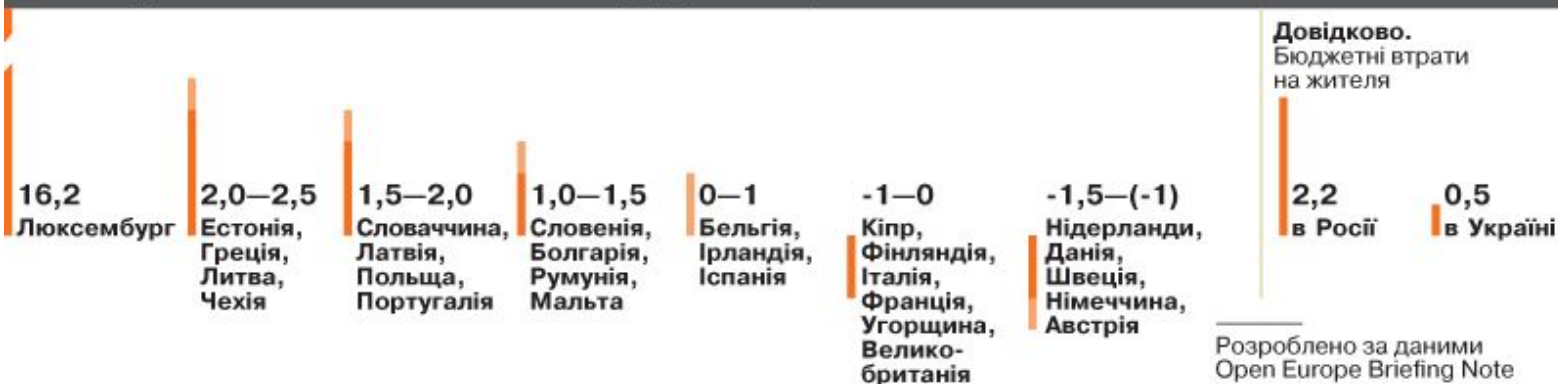 16,2
Люксембург
2,0—2,5
Естонія,
Греція,
Литва,
Чехія
1,5—2,0
Словаччина,
Латвія,
Польща,
Португалія
1,0—1,5
Словенія,
Болгарія,
Румунія,
Мальта
0—1
Бельгія,
Ірландія,
Іспанія
-1—0
Кіпр,
Фінляндія,
Італія,
Франція,
Угорщина,
Велико-
британія
-1,5—(-1)
Нідерланди,
Данія,
Швеція,
Німеччина,
Австрія
Довідково.
Бюджетні втрати
на жителя
2,2
в Росії
0,5
в Україні
Розроблено за даними
Open Europe Briefing Note